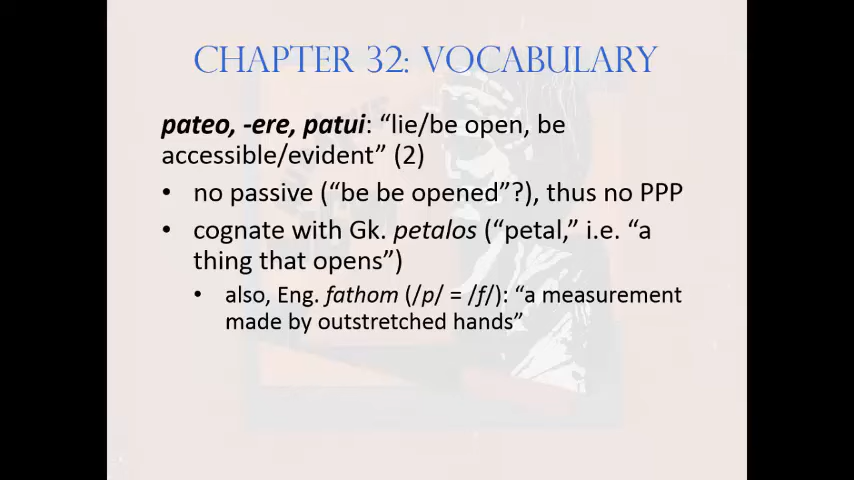 CHAPTER 32: VOCABULARY
pateo, -ere, patui: “lie/be open, be
accessible/evident” (2)
• no passive (“be be opened”?), thus no PPP
• cognate with Gk. petalos (“petal,” i.e. “a
thing that opens”)
• also, Eng. fathom (/p/ = /f/): “a measurement
made by outstretched hands”